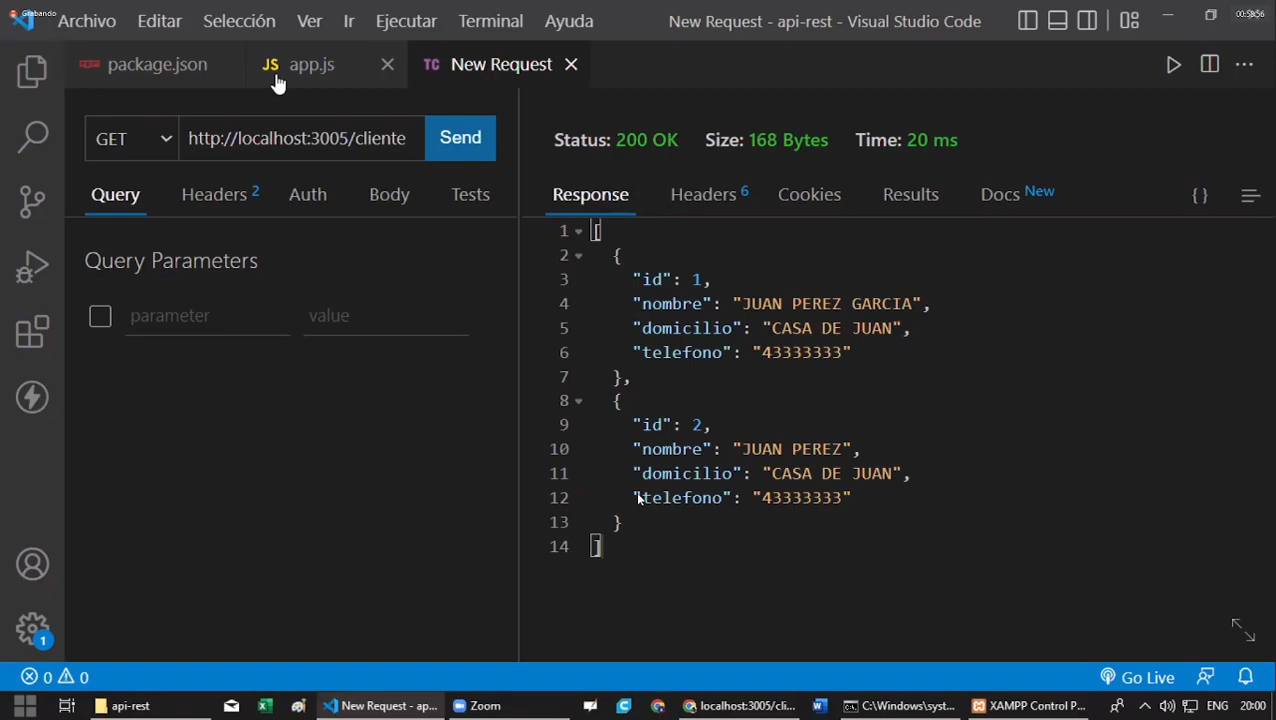 Grabando
Archivo Editar Selección Ver Ir Ejecutar Terminal Ayuda New Request - api-rest - Visual Studio Code
package.json JS app.js TC New Request
GET http://localhost:3005/cliente Send
Status: 200 OK Size: 168 Bytes Time: 20 ms
Query Headers 2 Auth Body Tests
Response Headers 6 Cookies Results Docs New { }
Query Parameters
parameter value
1 [
2 {
3 "id": 1,
4 "nombre": "JUAN PEREZ GARCIA",
5 "domicilio": "CASA DE JUAN",
6 "telefono": "43333333"
7 },
8 {
9 "id": 2,
10 "nombre": "JUAN PEREZ",
11 "domicilio": "CASA DE JUAN",
12 "telefono": "43333333"
13 }
14 ]
1
0 0 Go Live
api-rest New Request - ap... Zoom localhost:3005/cli... C:\Windows\syst... XAMPP Control P... ENG 20:00